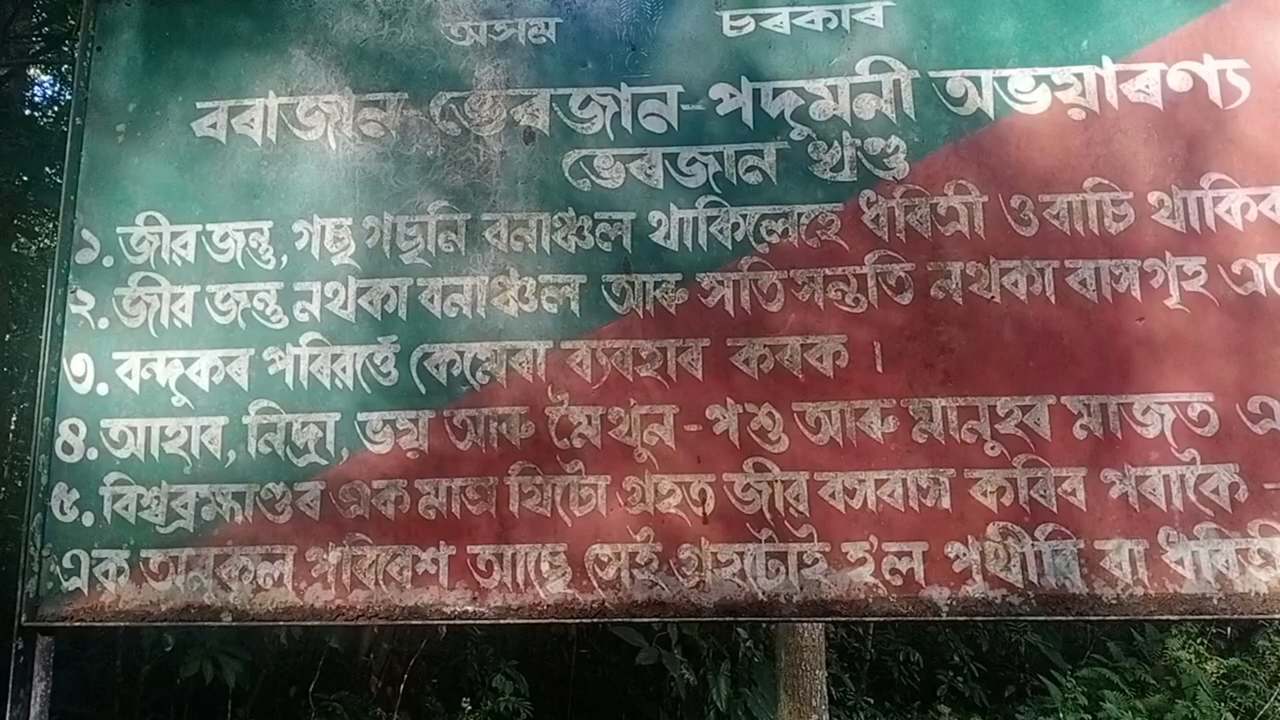 অসম চৰকাৰ
বৰাজান-ভেৰজান-পদুমনী অভয়াৰণ্য
ভেৰজান খণ্ড
১. জীৱ জন্তু, গছ গছনি বনাঞ্চল থাকিলেহে ধৰিত্ৰী ও বাচি
২. জীৱ জন্তু নথকা বনাঞ্চল আৰু সতি সন্ততি নথকা বাসগৃহ
৩. বন্দুকৰ পৰিৱৰ্ত্তে কেমেৰা ব্যৱহাৰ কৰক ।
৪. আহাৰ, নিদ্ৰা, ভয় আৰু মৈথুন-পশু আৰু মানুহৰ মাজত
৫. বিশ্বব্ৰহ্মাণ্ডৰ এক মাত্ৰ যিটো গ্ৰহত জীৱ বসবাস কৰিব পৰাকৈ -
এক অনুকূল পৰিবেশ আছে সেই গ্ৰহটোই হ'ল পৃথীৱি বা